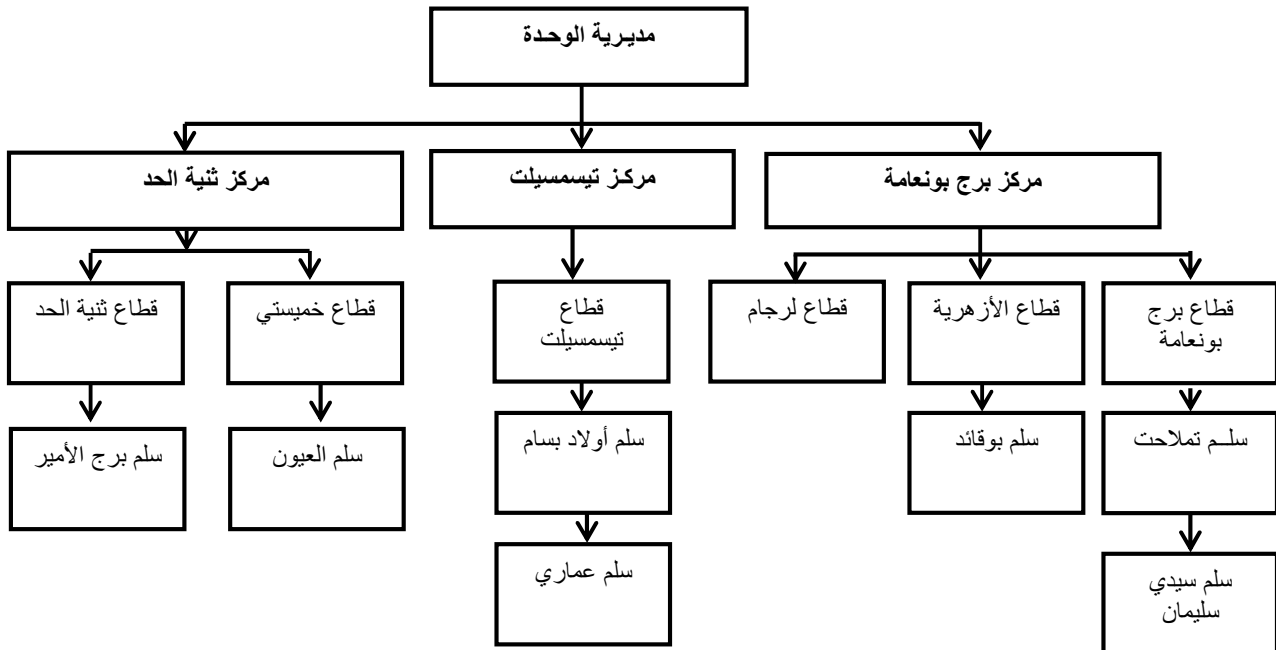 مديرية الوحدة
مركز برج بونعامة
مركز تيسمسيلت
مركز ثنية الحد
قطاع برج
بونعامة
قطاع الأزهرية
قطاع لرجام
قطاع
تيسمسيلت
قطاع خميستي
قطاع ثنية الحد
سلم تملاحت
سلم بوقائد
سلم أولاد بسام
سلم العيون
سلم برج الأمير
سلم عماري
سلم سيدي
سليمان